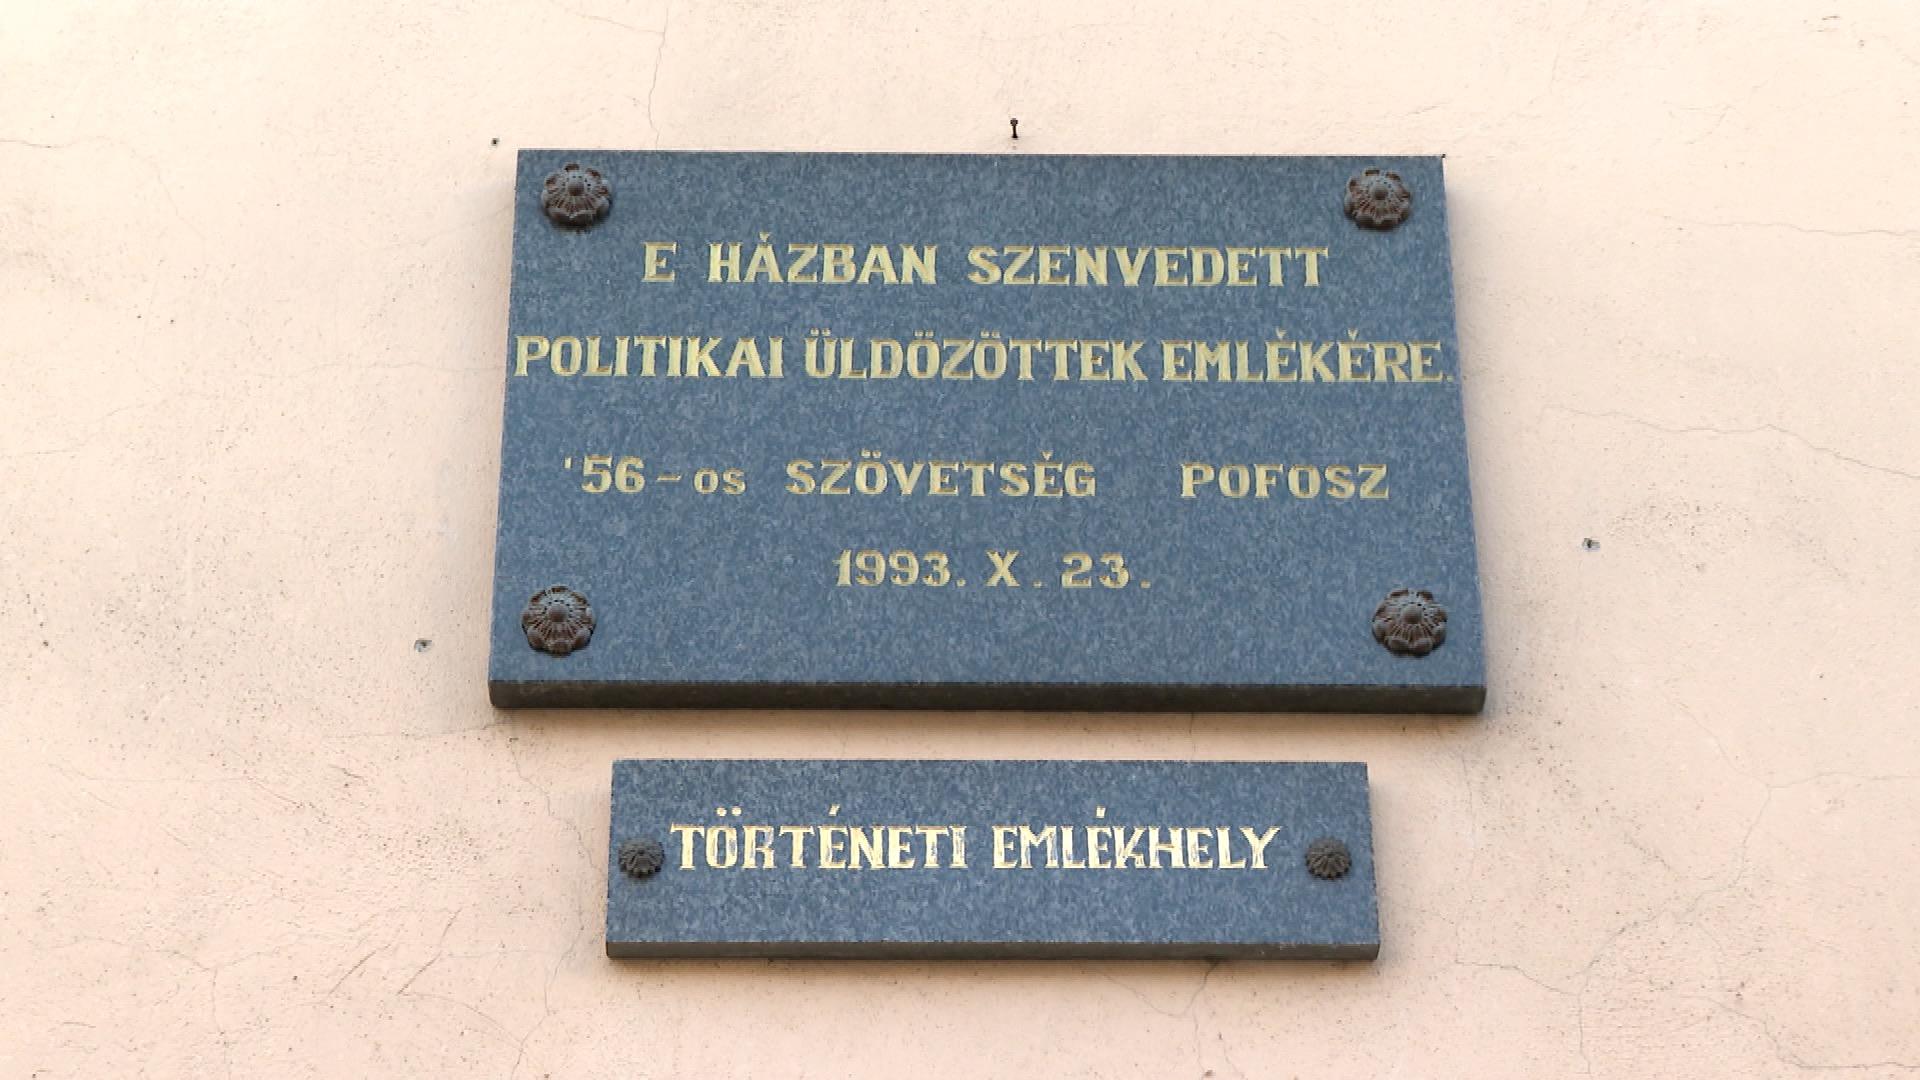 E HÁZBAN SZENVEDETT
POLITIKAI ÜLDÖZÖTTEK EMLÉKÉRE.
'56-os SZÖVETSÉG POFOSZ
1993. X. 23.
TÖRTÉNETI EMLÉKHELY